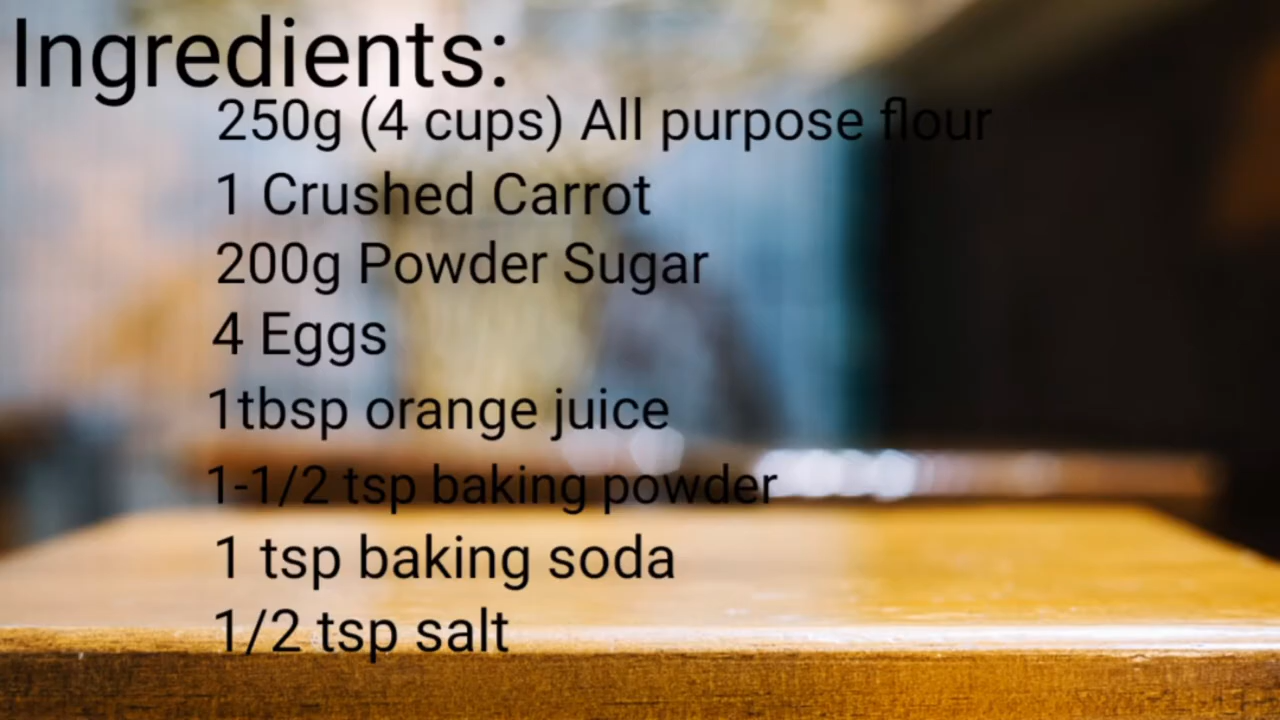 Ingredients:
250g (4 cups) All purpose flour
1 Crushed Carrot
200g Powder Sugar
4 Eggs
1tbsp orange juice
1-1/2 tsp baking powder
1 tsp baking soda
1/2 tsp salt